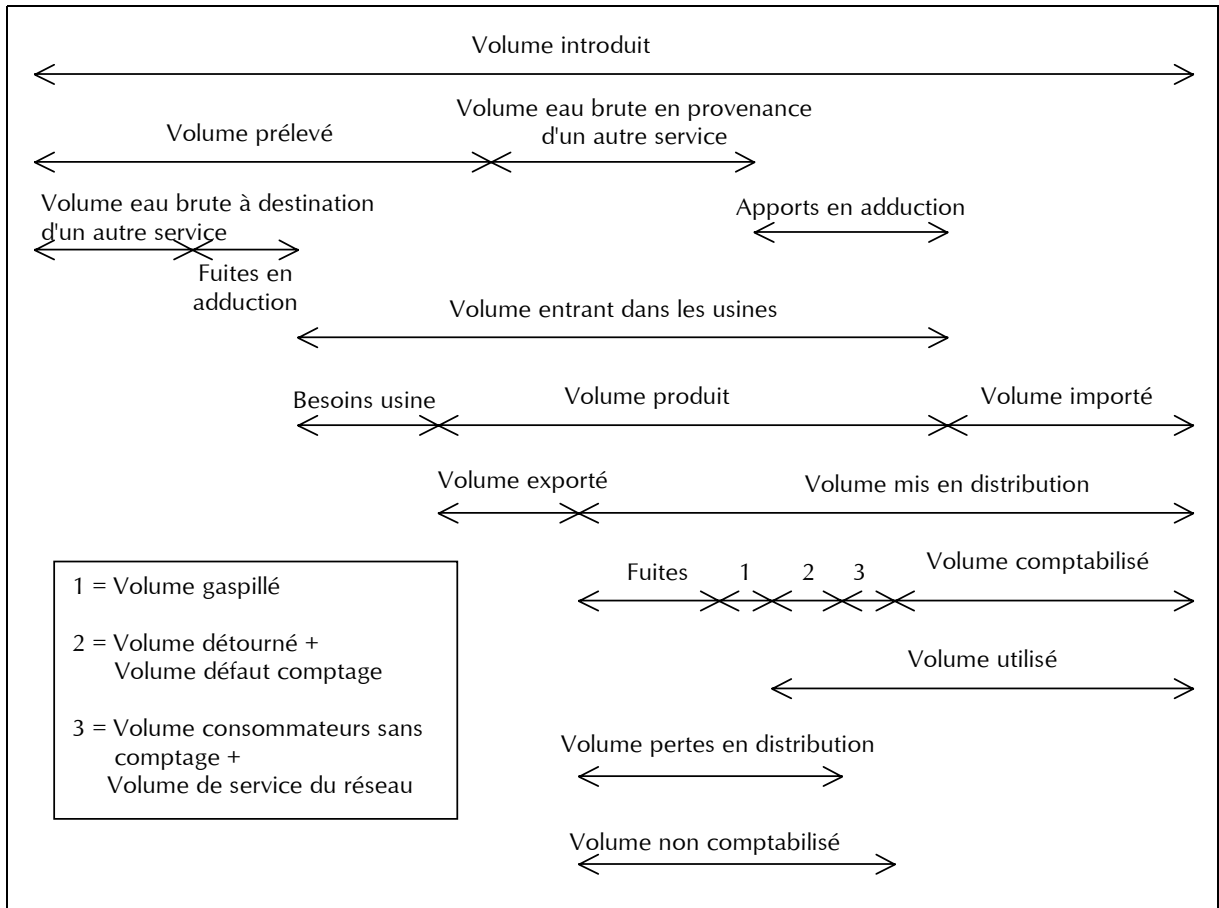 Volume introduit
Volume eau brute en provenance
d'un autre service
Volume prélevé
Volume eau brute à destination
d'un autre service
Apports en adduction
Fuites en
adduction
Volume entrant dans les usines
Besoins usine
Volume produit
Volume importé
Volume exporté
Volume mis en distribution
Fuites
1
2
3
Volume comptabilisé
1 = Volume gaspillé
2 = Volume détourné +
Volume défaut comptage
3 = Volume consommateurs sans
comptage +
Volume de service du réseau
Volume utilisé
Volume pertes en distribution
Volume non comptabilisé